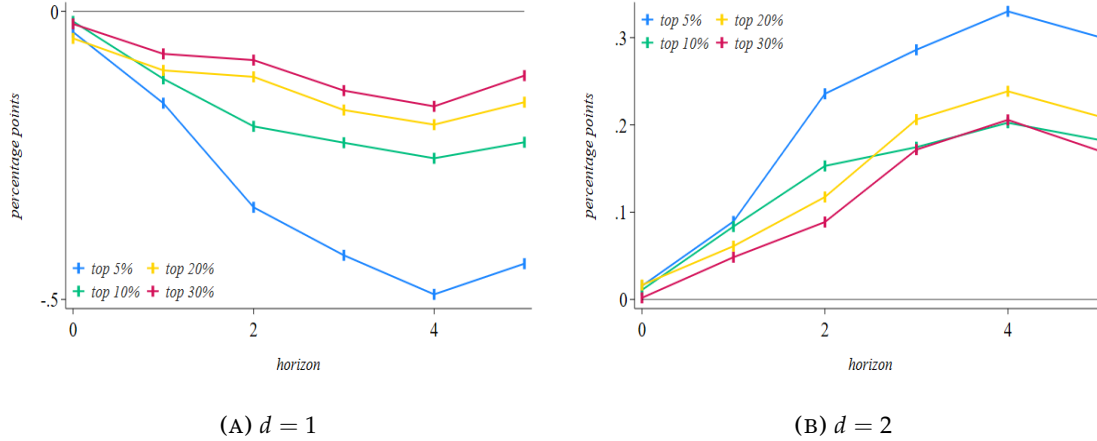 0
-.5
percentage points
top 5% top 20%
top 10% top 30%
0 2 4
horizon
(A) d = 1
.3
.2
.1
0
percentage points
top 5% top 20%
top 10% top 30%
0 2 4
horizon
(B) d = 2